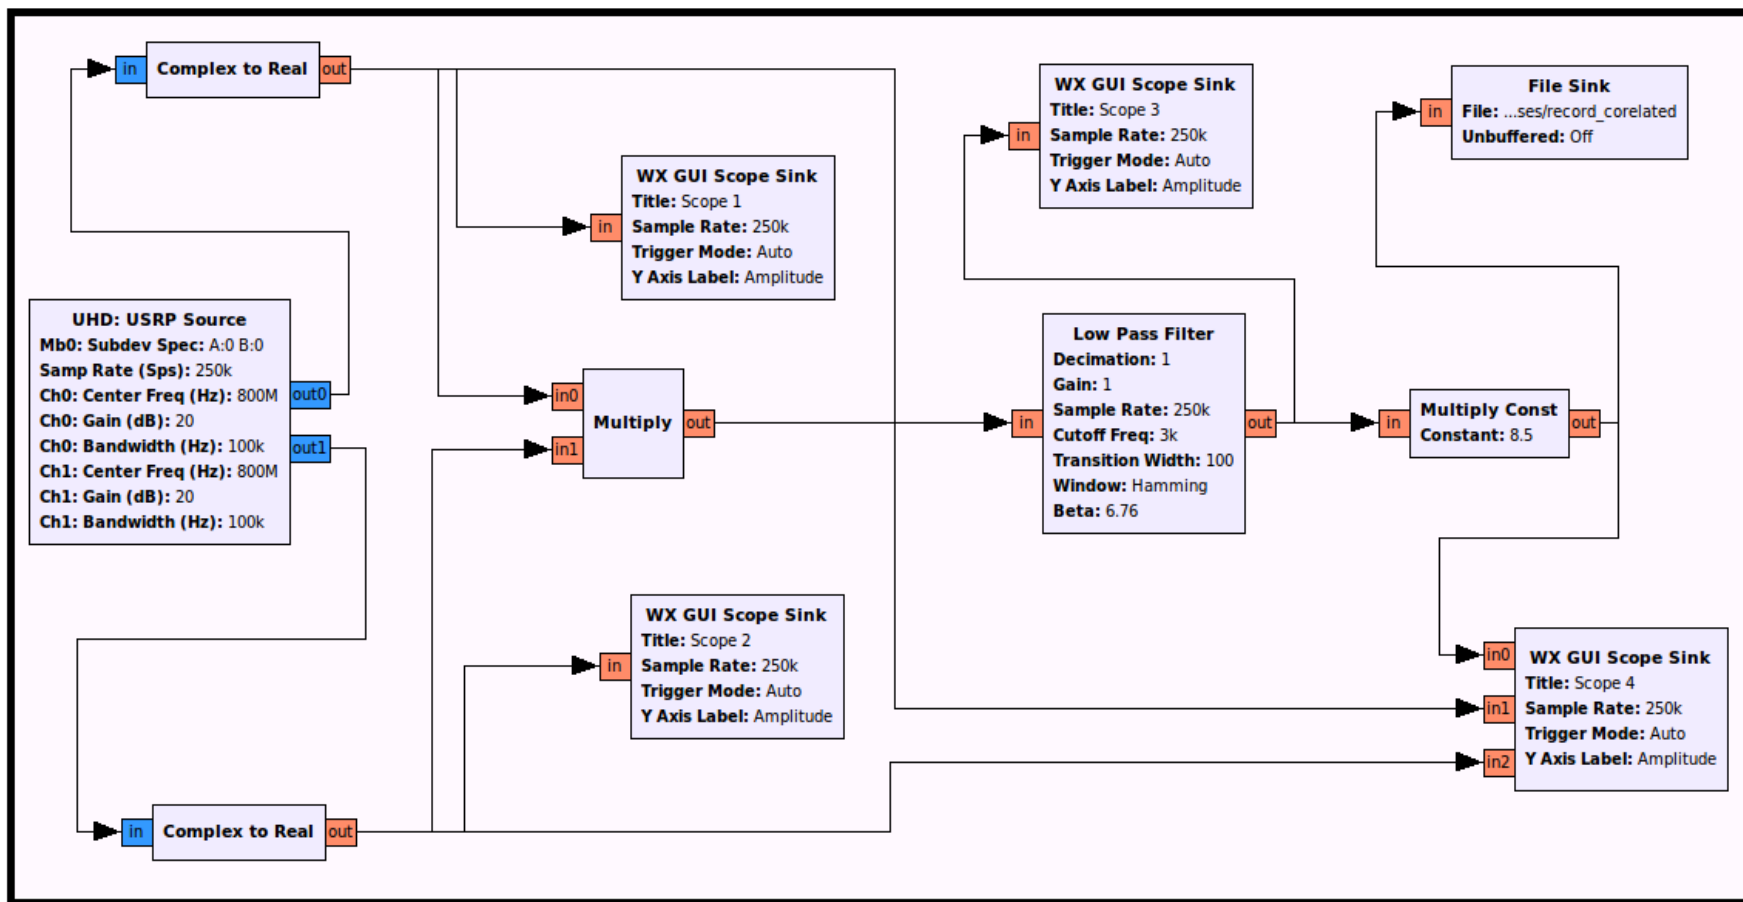 in
Complex to Real
out
WX GUI Scope Sink
Title: Scope 3
Sample Rate: 250k
Trigger Mode: Auto
Y Axis Label: Amplitude
in
File Sink
File: ...ses/record_corelated
Unbuffered: Off
in
WX GUI Scope Sink
Title: Scope 1
Sample Rate: 250k
Trigger Mode: Auto
Y Axis Label: Amplitude
in
UHD: USRP Source
Mb0: Subdev Spec: A:0 B:0
Samp Rate (Sps): 250k
Ch0: Center Freq (Hz): 800M
Ch0: Gain (dB): 20
Ch0: Bandwidth (Hz): 100k
Ch1: Center Freq (Hz): 800M
Ch1: Gain (dB): 20
Ch1: Bandwidth (Hz): 100k
out0
out1
in0
in1
Multiply
out
in
Low Pass Filter
Decimation: 1
Gain: 1
Sample Rate: 250k
Cutoff Freq: 3k
Transition Width: 100
Window: Hamming
Beta: 6.76
out
in
Multiply Const
Constant: 8.5
out
in
WX GUI Scope Sink
Title: Scope 2
Sample Rate: 250k
Trigger Mode: Auto
Y Axis Label: Amplitude
in0
in1
in2
WX GUI Scope Sink
Title: Scope 4
Sample Rate: 250k
Trigger Mode: Auto
Y Axis Label: Amplitude
in
Complex to Real
out